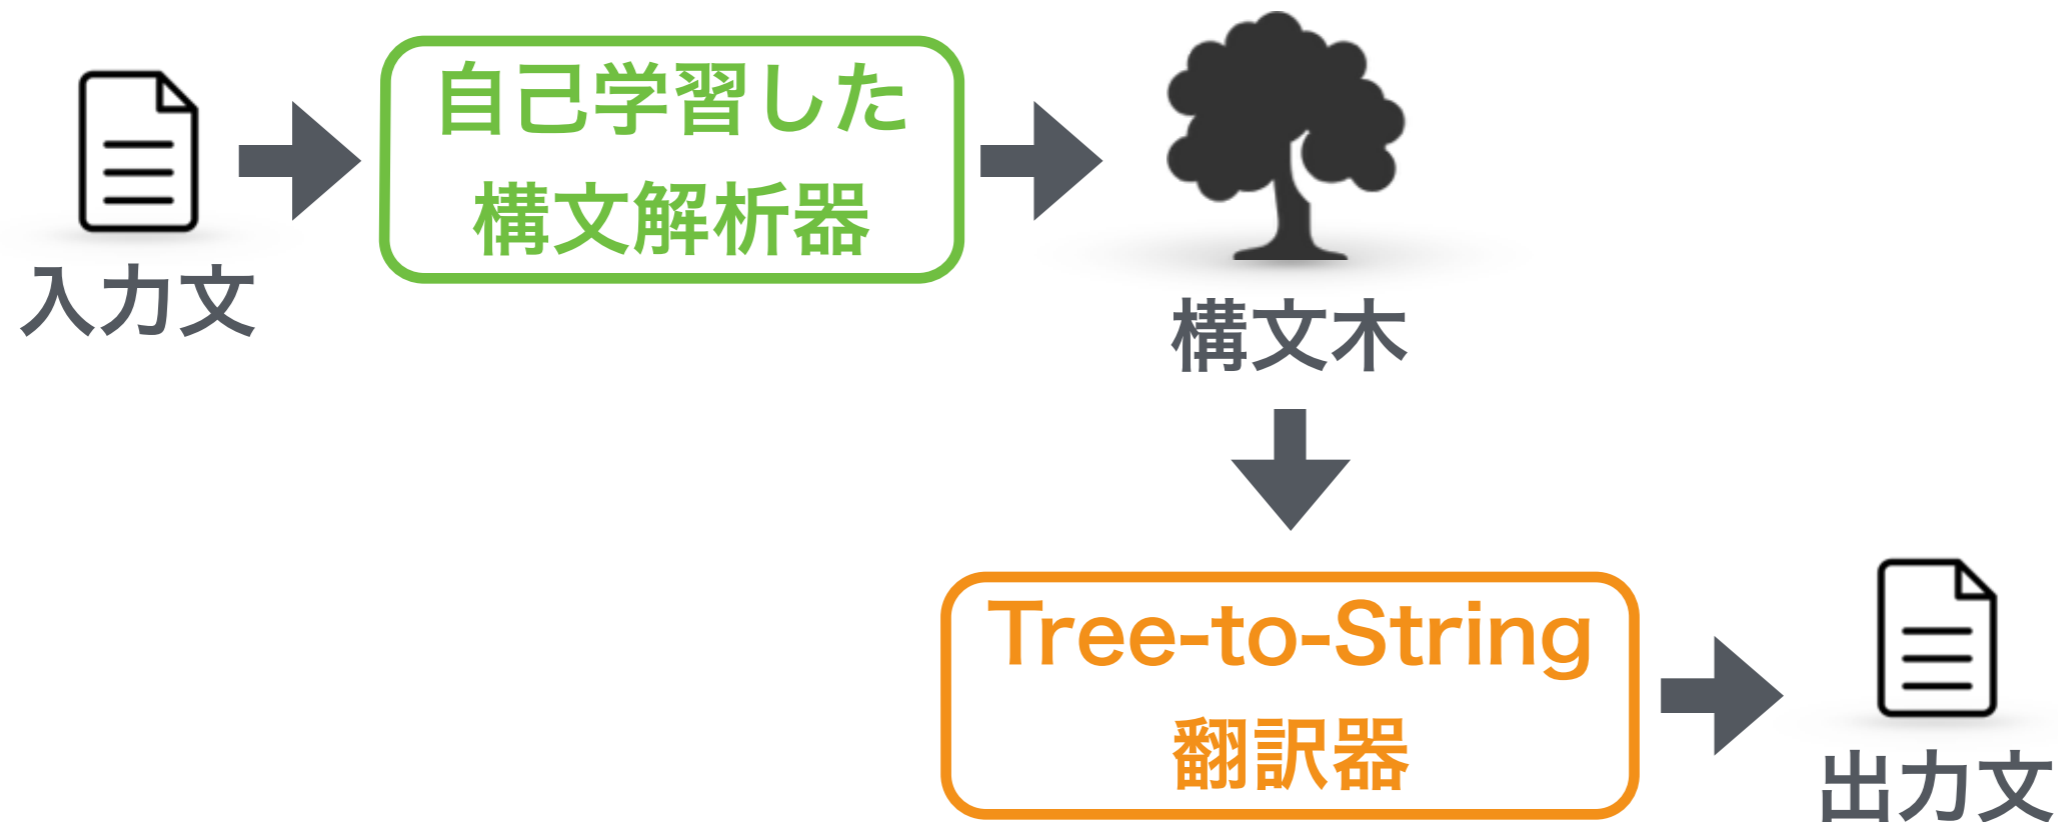 入力文
自己学習した
構文解析器
構文木
Tree-to-String
翻訳器
出力文